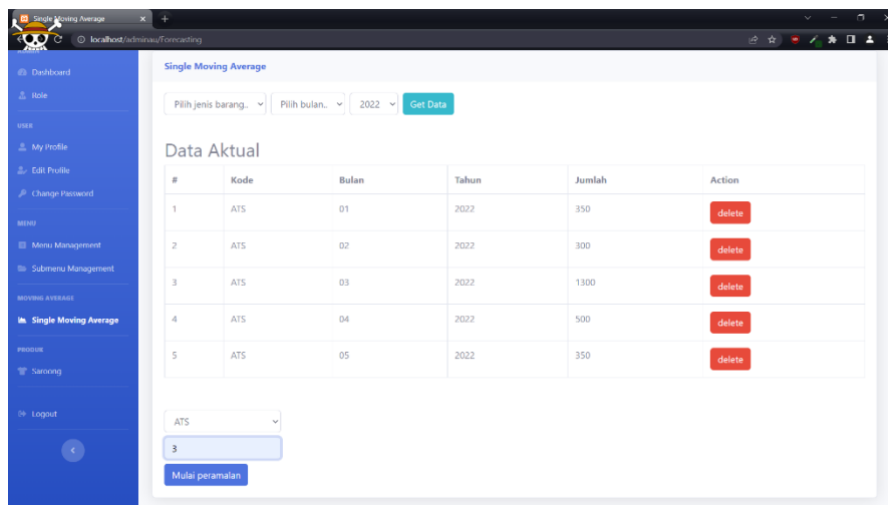 Single Moving Average
localhost/adminau/Forecasting
Dashboard
Role
USER
My Profile
Edit Profile
Change Password
MENU
Menu Management
Submenu Management
MOVING AVERAGE
Single Moving Average
PRODUK
Saroong
Logout
Single Moving Average
Pilih jenis barang.. Pilih bulan.. 2022 Get Data
Data Aktual
# Kode Bulan Tahun Jumlah Action
1 ATS 01 2022 350 delete
2 ATS 02 2022 300 delete
3 ATS 03 2022 1300 delete
4 ATS 04 2022 500 delete
5 ATS 05 2022 350 delete
ATS
3
Mulai peramalan